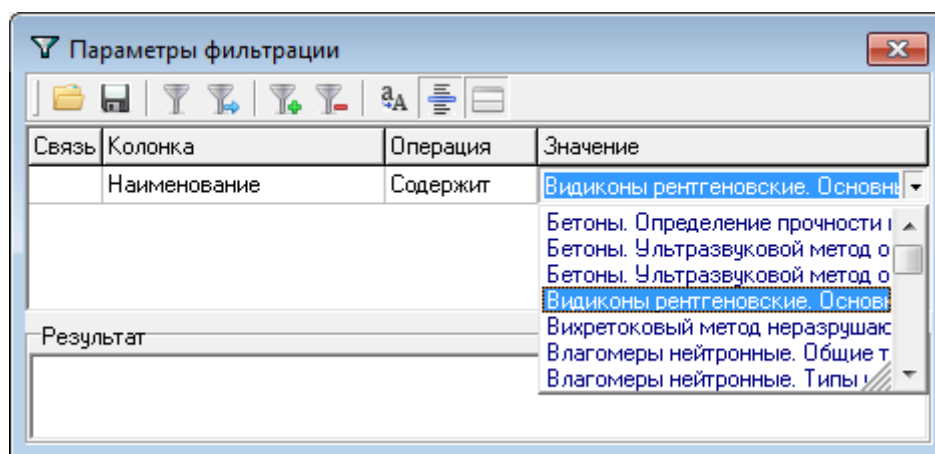 Параметры фильтрации
Связь Колонка Операция Значение
Наименование Содержит Видиконы рентгеновские. Основны
Бетоны. Определение прочности
Бетоны. Ультразвуковой метод о
Бетоны. Ультразвуковой метод о
Видиконы рентгеновские. Основн
Вихретоковый метод неразрушаю
Влагомеры нейтронные. Общие т
Влагомеры нейтронные. Типы
Результат